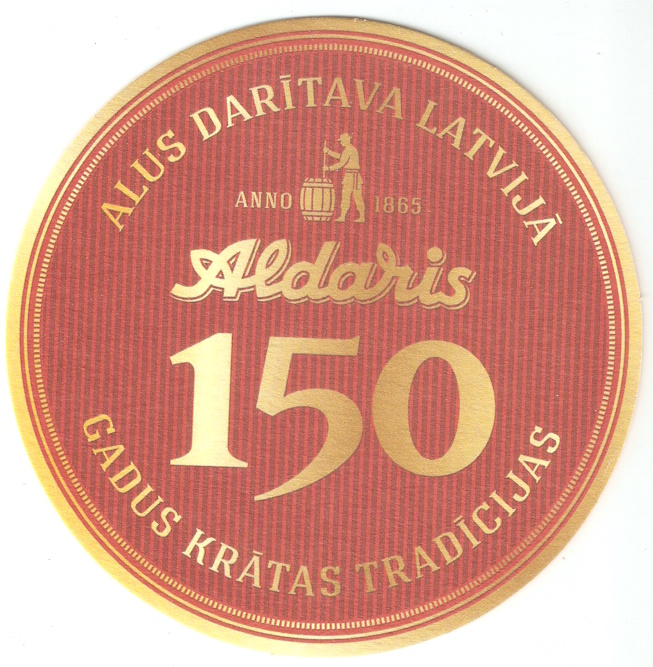 ALUS DARĪTAVA LATVIJĀ
ANNO 1865
Aldaris
150
GADUS KRĀTAS TRADĪCIJAS